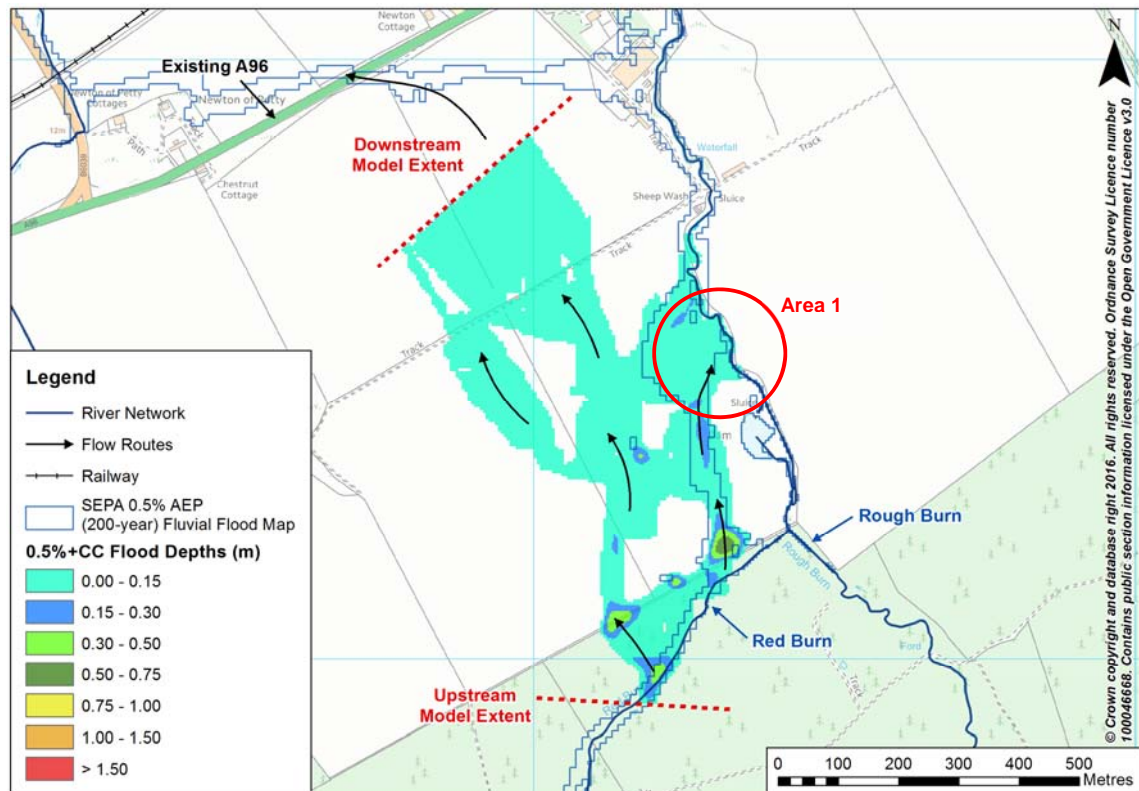 Newton Cottage
Existing A96
Newton of Petty Cottages
Newton of Petty
12m
B9039
Path
Chestnut Cottage
A96
Downstream
Model Extent
Track
Waterfall
Track
Sheep Wash
Sluice
Track
Area 1
Track
Sluice
Rough Burn
Rough Burn
Red Burn
Ford
Track
Upstream
Model Extent
N
Legend
River Network
Flow Routes
Railway
SEPA 0.5% AEP
(200-year) Fluvial Flood Map
0.5%+CC Flood Depths (m)
0.00 - 0.15
0.15 - 0.30
0.30 - 0.50
0.50 - 0.75
0.75 - 1.00
1.00 - 1.50
> 1.50
0 100 200 300 400 500
Metres
© Crown copyright and database right 2016. All rights reserved. Ordnance Survey Licence number
100046668. Contains public section information licensed under the Open Government Licence v3.0